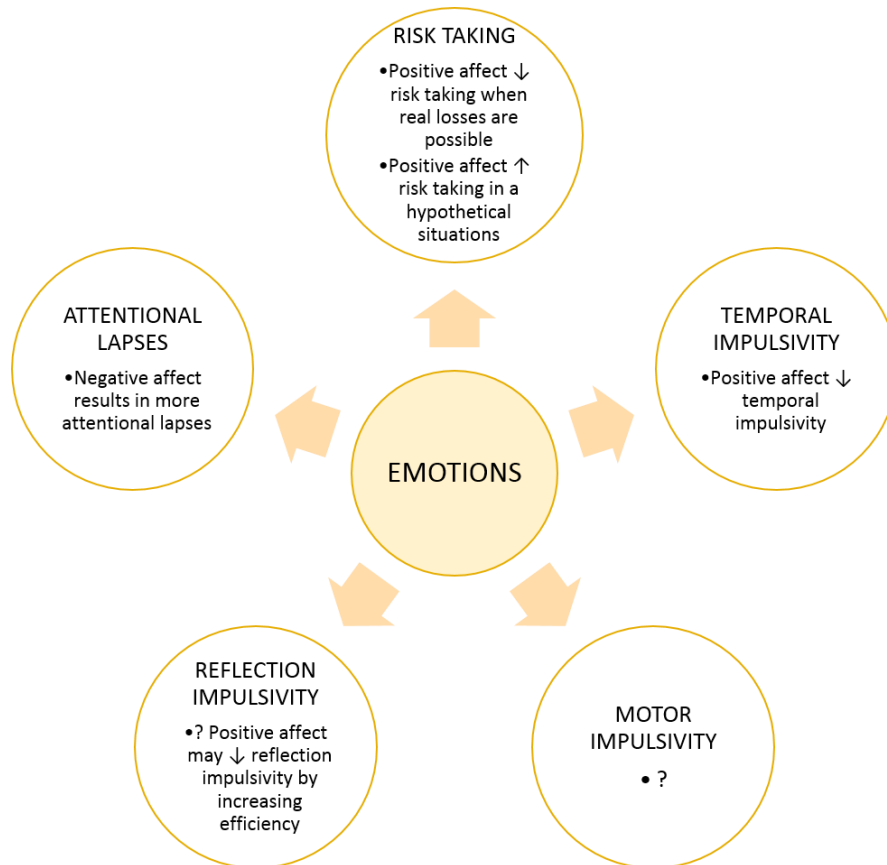 RISK TAKING
•Positive affect ↓
risk taking when
real losses are
possible
•Positive affect ↑
risk taking in a
hypothetical
situations
ATTENTIONAL
LAPSES
•Negative affect
results in more
attentional lapses
TEMPORAL
IMPULSIVITY
•Positive affect ↓
temporal
impulsivity
EMOTIONS
REFLECTION
IMPULSIVITY
•? Positive affect
may ↓ reflection
impulsivity by
increasing
efficiency
MOTOR
IMPULSIVITY
• ?